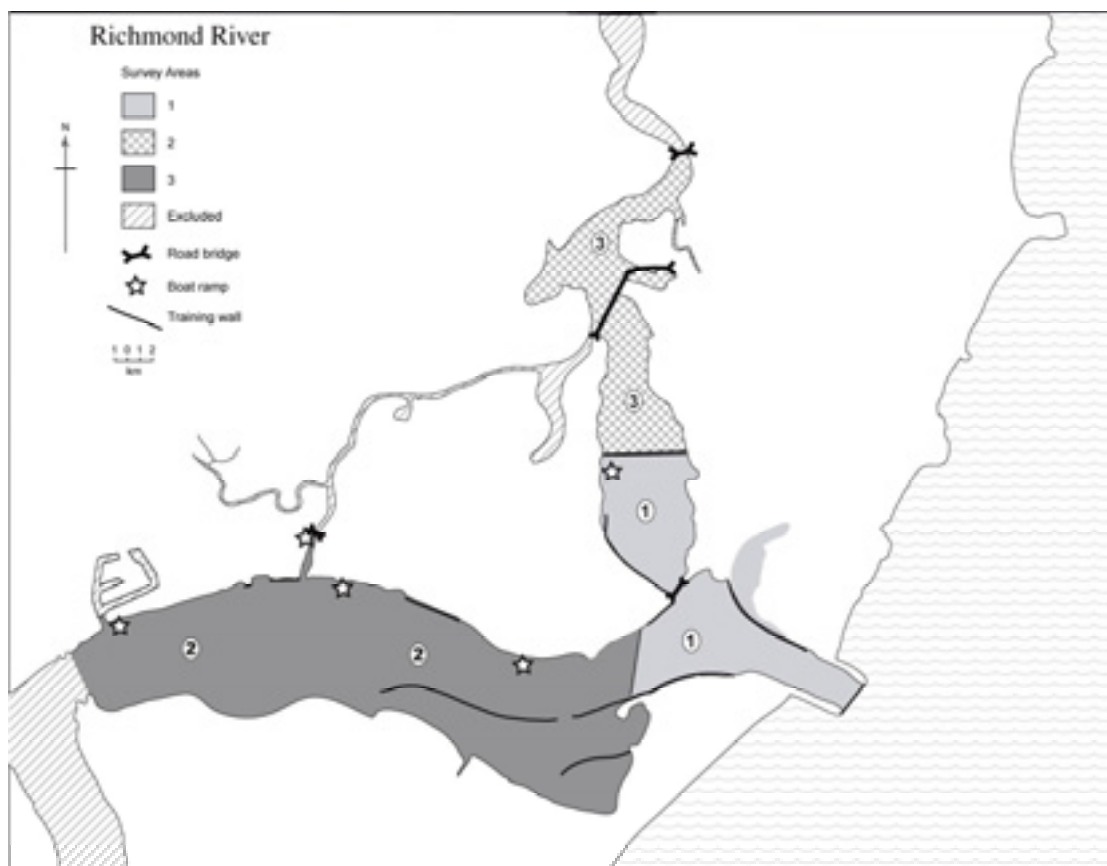 Richmond River
Survey Areas
1
2
3
Excluded
Road bridge
Boat ramp
Training wall
N
1 0 1 2
km
3
3
1
1
2
2